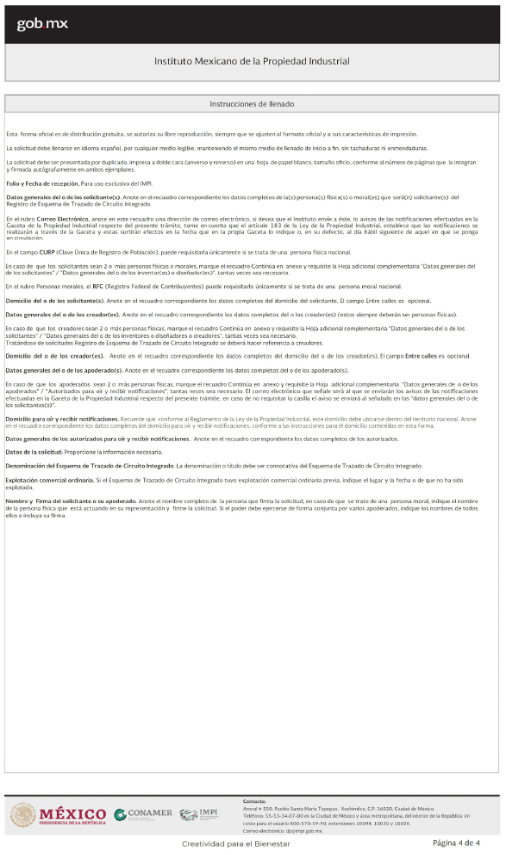 gob.mx
Instituto Mexicano de la Propiedad Industrial
Instrucciones de llenado
Esta forma oficial es de distribución gratuita, se autoriza su libre reproducción, siempre que se ajusten al formato oficial y a sus características de impresión.
La solicitud debe llenarse en idioma español, por cualquier medio legible, manteniendo el mismo medio de llenado de inicio a fin, sin tachaduras ni enmendaduras.
La solicitud debe ser presentada por duplicado, impresa a doble cara (anverso y reverso) en una hoja de papel blanco, tamaño oficio, conforme al número de páginas que la integran
y firmada autógrafamente en ambos ejemplares.
Folio y Fecha de recepción. Para uso exclusivo del IMPI.
Datos generales del o de los solicitante(s). Anote en el recuadro correspondiente los datos completos de la(s) persona(s) física(s) o moral(es) que será(n) solicitante(s) del
Registro de Esquema de Trazado de Circuito Integrado.
En el rubro Correo Electrónico, anote en este recuadro una dirección de correo electrónico, si desea que el Instituto envíe a éste, lo avisos de las notificaciones efectuadas en la
Gaceta de la Propiedad Industrial respecto del presente trámite, tome en cuenta que el artículo 183 de la Ley de la Propiedad Industrial, establece que las notificaciones se
realizarán a través de la Gaceta y estas surtirán efectos en la fecha que en la propia Gaceta lo indique o, en su defecto, al día hábil siguiente de aquel en que se ponga
en circulación.
En el campo CURP (Clave Única de Registro de Población), puede requisitarla únicamente si se trata de una persona física nacional.
En caso de que los solicitantes sean 2 o más personas físicas o morales, marque el recuadro Continúa en anexo y requisite la Hoja adicional complementaria "Datos generales del
de los solicitantes" / "Datos generales del o de los inventor(es) o diseñador(es)", tantas veces sea necesario.
En el rubro Personas morales, el RFC (Registro Federal de Contribuyentes) puede requisitarlo únicamente si se trata de una persona moral nacional.
Domicilio del o de los solicitante(s). Anote en el recuadro correspondiente los datos completos del domicilio del solicitante. El campo Entre calles es opcional.
Datos generales del o de los creador(es). Anote en el recuadro correspondiente los datos completos del o los creador(es) (estos siempre deberán ser personas físicas).
En caso de que los creadores sean 2 o más personas físicas, marque el recuadro Continúa en anexo y requisite la Hoja adicional complementaria "Datos generales del o de los
solicitantes" / "Datos generales del o de los inventores o diseñadores o creadores", tantas veces sea necesario.
Tratándose de solicitudes Registro de Esquema de Trazado de Circuito Integrado se deberá hacer referencia a creadores.
Domicilio del o de los creador(es). Anote en el recuadro correspondiente los datos completos del domicilio del o de los creador(es). El campo Entre calles es opcional.
Datos generales del o de los apoderado(s). Anote en el recuadro correspondiente los datos completos del o de los apoderado(s).
En caso de que los apoderados sean 2 o más personas físicas, marque el recuadro Continúa en anexo y requisite la Hoja adicional complementaria "Datos generales de o de los
apoderados" / "Autorizados para oír y recibir notificaciones", tantas veces sea necesario. El correo electrónico que señale será al que se enviarán los avisos de las notificaciones
efectuadas en la Gaceta de la Propiedad Industrial respecto del presente trámite, en caso de no requisitar la casilla el aviso se enviará al señalado en los "datos generales del o de
los solicitantes(s)".
Domicilio para oír y recibir notificaciones. Recuerde que conforme al Reglamento de la Ley de la Propiedad Industrial, este domicilio debe ubicarse dentro del territorio nacional. Anote
en el recuadro correspondiente los datos completos del domicilio para oír y recibir notificaciones, conforme a las instrucciones para el domicilio contenidas en esta forma.
Datos generales de los autorizados para oír y recibir notificaciones. Anote en el recuadro correspondiente los datos completos de los autorizados.
Datos de la solicitud: Proporcione la información necesaria.
Denominación del Esquema de Trazado de Circuito Integrado. La denominación o título debe ser connotativa del Esquema de Trazado de Circuito Integrado.
Explotación comercial ordinaria. Si el Esquema de Trazado de Circuito Integrado tuvo explotación comercial ordinaria previa, indique el lugar y la fecha o de que no ha sido
explotado.
Nombre y Firma del solicitante o su apoderado. Anote el nombre completo de la persona que firma la solicitud, en caso de que se trate de una persona moral, indique el nombre
de la persona física que está actuando en su representación y firme la solicitud. Si el poder debe ejercerse de forma conjunta por varios apoderados, indique los nombres de todos
ellos e incluya su firma.
MÉXICO
PRESIDENCIA DE LA REPÚBLICA
CONAMER
IMPI
Contacto:
Arenal # 550, Pueblo Santa María Tepepan, Xochimilco, C.P. 16020, Ciudad de México.
Teléfono: 55-53-34-07-00 en la Ciudad de México y área metropolitana, del interior de la República sin
Creatividad para el Bienestar
Página 4 de 4